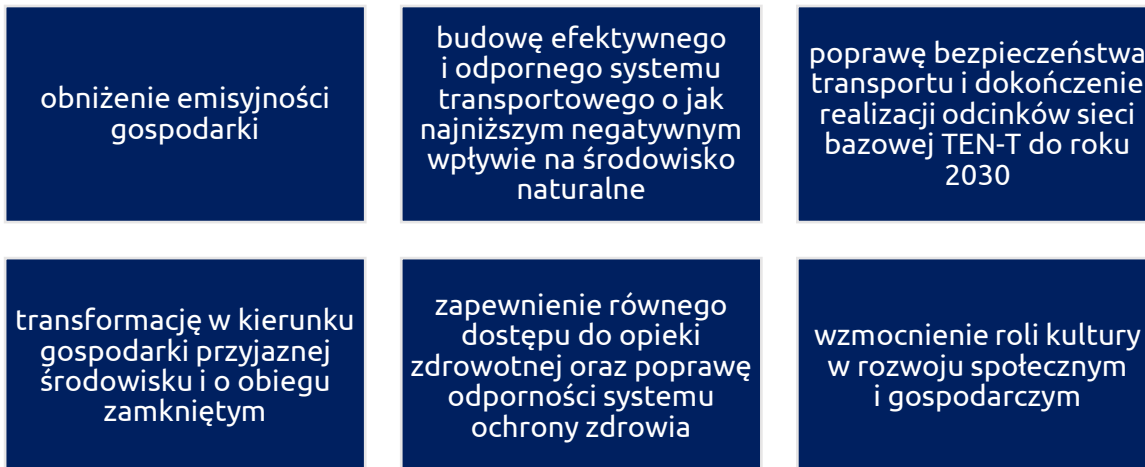 obniżenie emisyjności
gospodarki
budowę efektywnego
i odpornego systemu
transportowego o jak
najniższym negatywnym
wpływie na środowisko
naturalne
poprawę bezpieczeństwa
transportu i dokończenie
realizacji odcinków sieci
bazowej TEN-T do roku
2030
transformację w kierunku
gospodarki przyjaznej
środowisku i o obiegu
zamkniętym
zapewnienie równego
dostępu do opieki
zdrowotnej oraz poprawę
odporności systemu
ochrony zdrowia
wzmocnienie roli kultury
w rozwoju społecznym
i gospodarczym